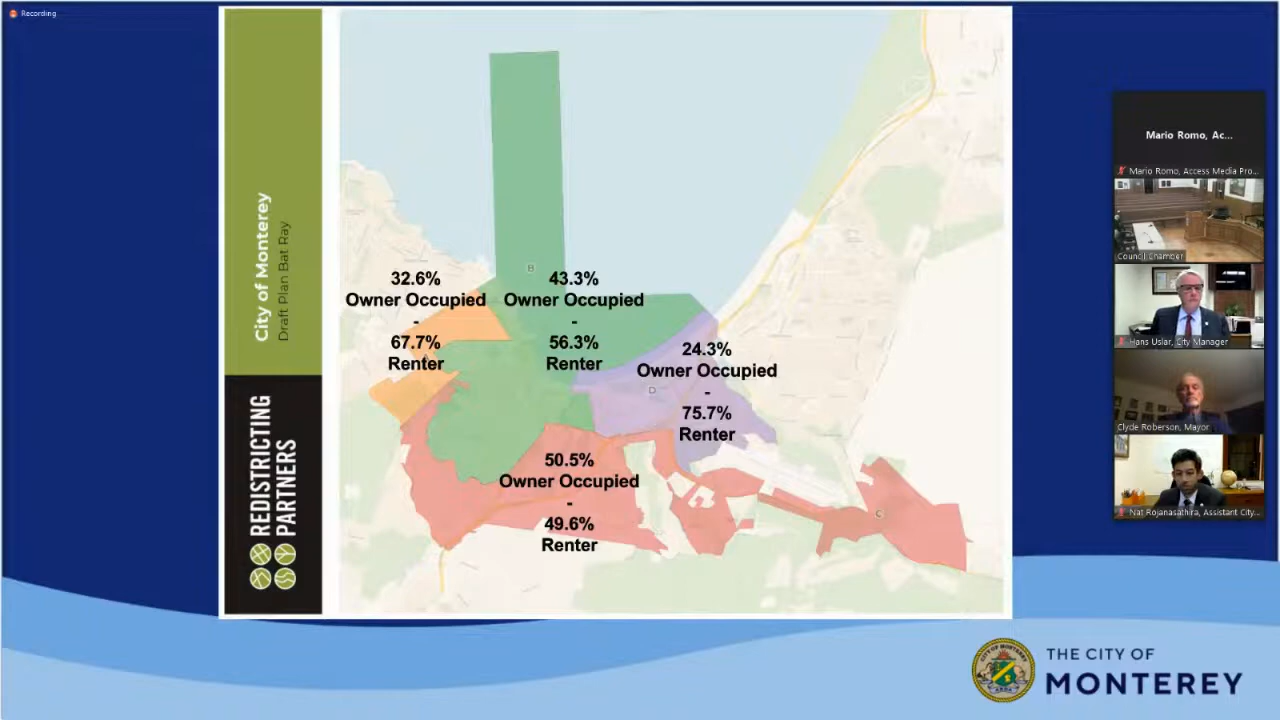 Recording
City of Monterey
Draft Plan Bat Ray
REDISTRICTING
PARTNERS
B
32.6%
Owner Occupied
-
67.7%
Renter
43.3%
Owner Occupied
-
56.3%
Renter
24.3%
Owner Occupied
-
75.7%
Renter
D
50.5%
Owner Occupied
-
49.6%
Renter
C
Mario Romo, Ac...
Mario Romo, Access Media Pro...
Council Chamber
Hans Uslar, City Manager
Clyde Roberson, Mayor
Nat Rojanasathira, Assistant City...
THE CITY OF
MONTEREY